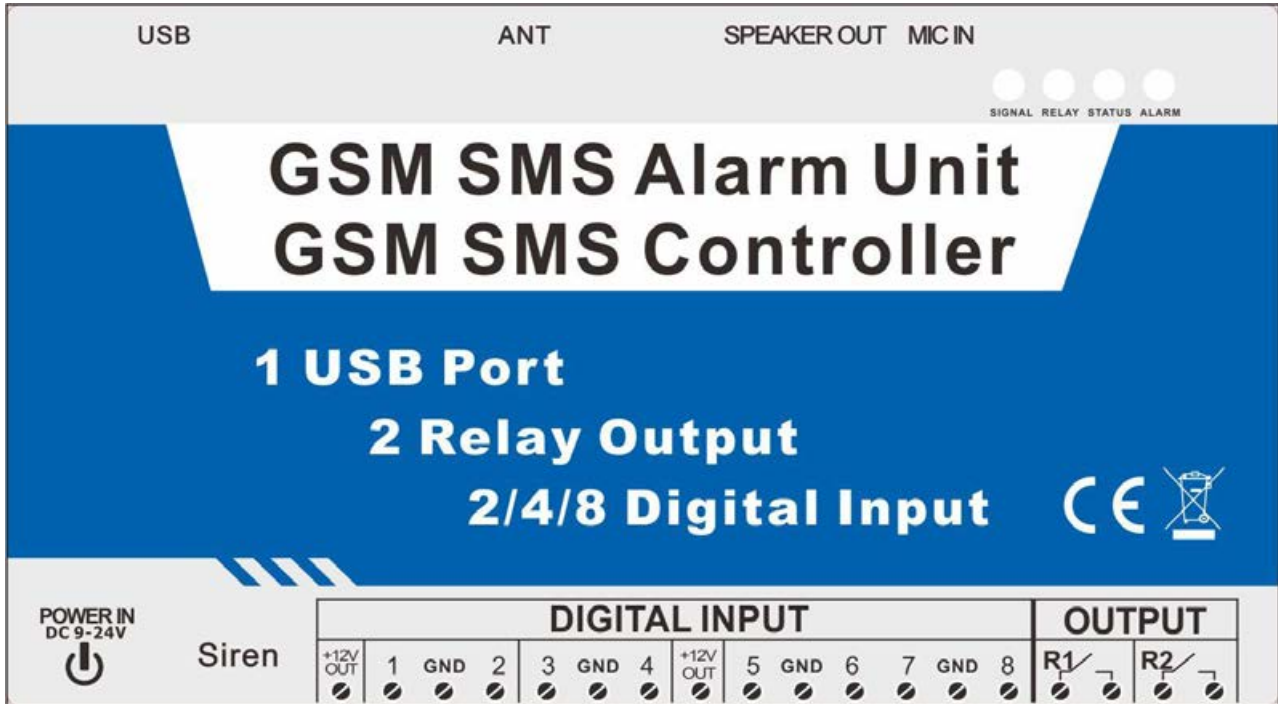 USB ANT SPEAKER OUT MIC IN
SIGNAL RELAY STATUS ALARM
GSM SMS Alarm Unit
GSM SMS Controller
1 USB Port
2 Relay Output
2/4/8 Digital Input
CE
POWER IN
DC 9-24V
Siren
DIGITAL INPUT OUTPUT
+12V OUT 1 GND 2 3 GND 4 +12V OUT 5 GND 6 7 GND 8 R1 R2